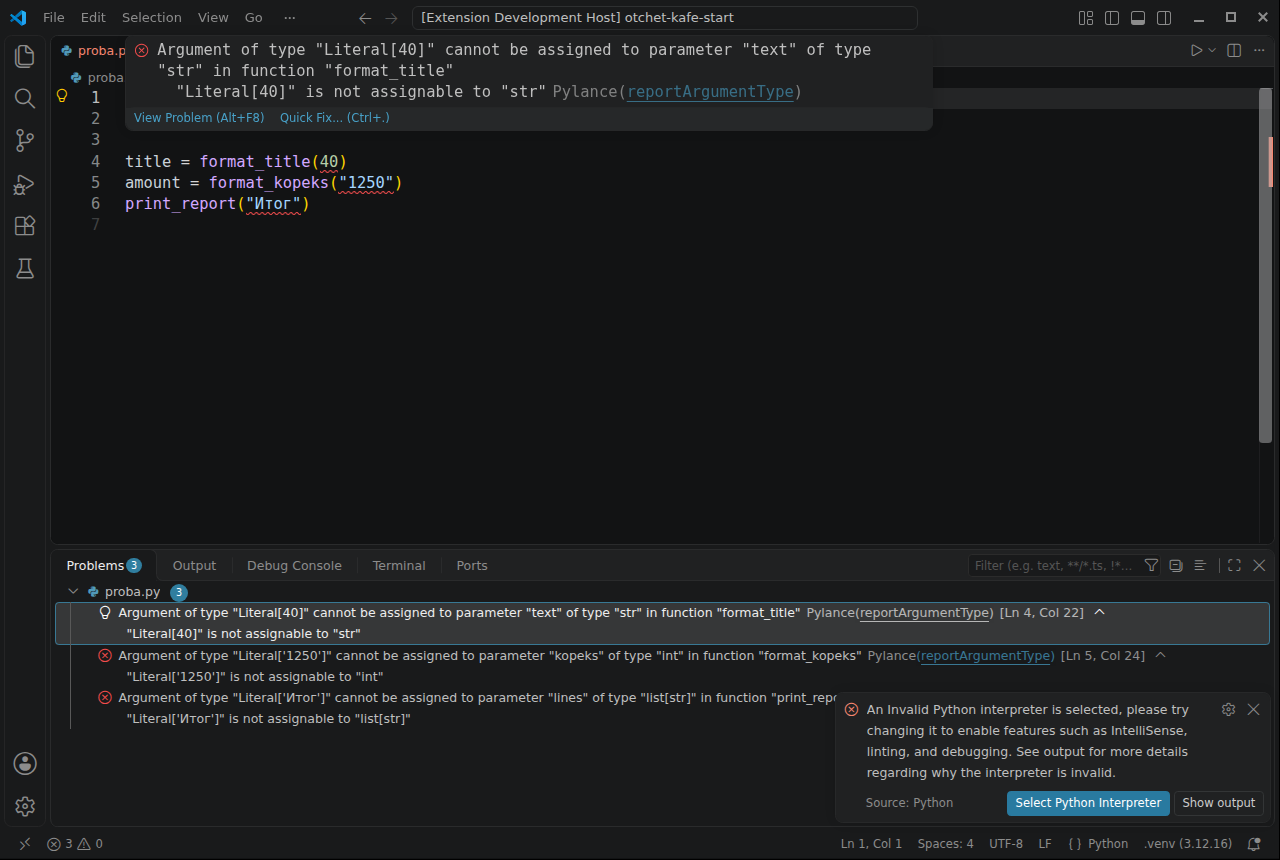 File Edit Selection View Go ···
[Extension Development Host] otchet-kafe-start
proba.p
Argument of type "Literal[40]" cannot be assigned to parameter "text" of type
"str" in function "format_title"
"Literal[40]" is not assignable to "str" Pylance(reportArgumentType)
View Problem (Alt+F8) Quick Fix... (Ctrl+.)
proba
1
2
3
4 title = format_title(40)
5 amount = format_kopeks("1250")
6 print_report("Итог")
7
Problems 3 Output Debug Console Terminal Ports
Filter (e.g. text, **/*.ts, !*...
proba.py 3
Argument of type "Literal[40]" cannot be assigned to parameter "text" of type "str" in function "format_title" Pylance(reportArgumentType) [Ln 4, Col 22]
"Literal[40]" is not assignable to "str"
Argument of type "Literal['1250']" cannot be assigned to parameter "kopeks" of type "int" in function "format_kopeks" Pylance(reportArgumentType) [Ln 5, Col 24]
"Literal['1250']" is not assignable to "int"
Argument of type "Literal['Итог']" cannot be assigned to parameter "lines" of type "list[str]" in function "print_repo
"Literal['Итог']" is not assignable to "list[str]"
An Invalid Python interpreter is selected, please try
changing it to enable features such as IntelliSense,
linting, and debugging. See output for more details
regarding why the interpreter is invalid.
Source: Python Select Python Interpreter Show output
3 0 Ln 1, Col 1 Spaces: 4 UTF-8 LF { } Python .venv (3.12.16)